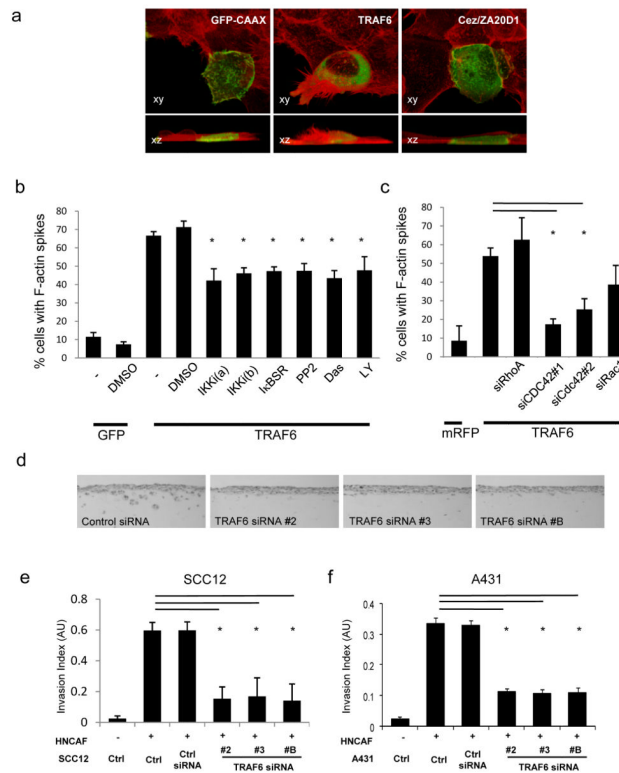 a
GFP-CAAX
TRAF6
Cez/ZA20D1
xy
xy
xy
xz
xz
xz
b
% cells with F-actin spikes
80
70
60
50
40
30
20
10
0
* * * * * *
-
DMSO
-
DMSO
IKKi(a)
IKKi(b)
IκBSR
PP2
Das
LY
GFP
TRAF6
c
% cells with F-actin spikes
80
70
60
50
40
30
20
10
0
* *
siRhoA
siCDC42#1
siCdc42#2
siRac1
mRFP
TRAF6
d
Control siRNA
TRAF6 siRNA #2
TRAF6 siRNA #3
TRAF6 siRNA #B
e
SCC12
Invasion Index (AU)
0.8
0.6
0.4
0.2
0
* * *
HNCAF - + + + + +
SCC12 Ctrl Ctrl Ctrl siRNA #2 #3 #B
TRAF6 siRNA
f
A431
Invasion Index (AU)
0.4
0.3
0.2
0.1
0
* * *
HNCAF - + + + + +
A431 Ctrl Ctrl Ctrl siRNA #2 #3 #B
TRAF6 siRNA